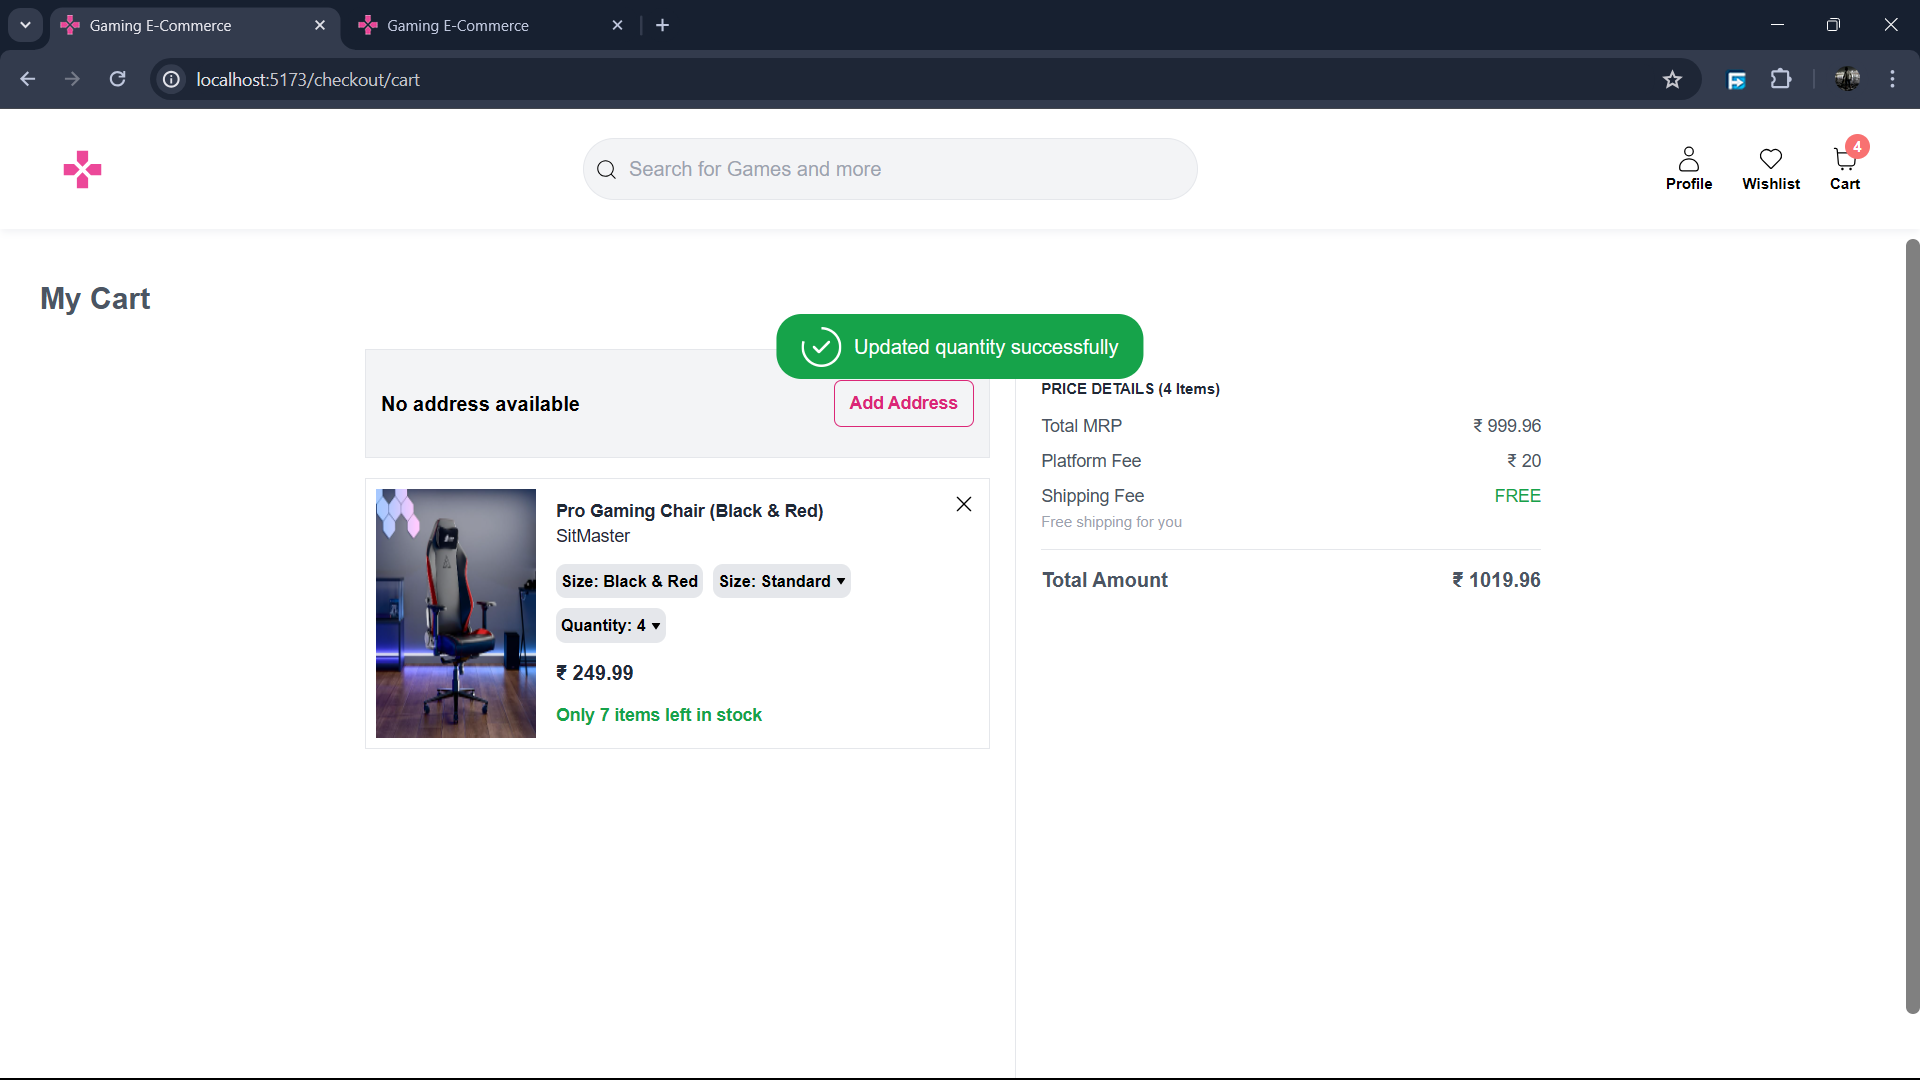 Gaming E-Commerce
Gaming E-Commerce
localhost:5173/checkout/cart
Search for Games and more
Profile
Wishlist
4
Cart
My Cart
Updated quantity successfully
No address available
Add Address
Pro Gaming Chair (Black & Red)
SitMaster
Size: Black & Red
Size: Standard ▾
Quantity: 4 ▾
₹ 249.99
Only 7 items left in stock
PRICE DETAILS (4 Items)
Total MRP ₹ 999.96
Platform Fee ₹ 20
Shipping Fee FREE
Free shipping for you
Total Amount ₹ 1019.96